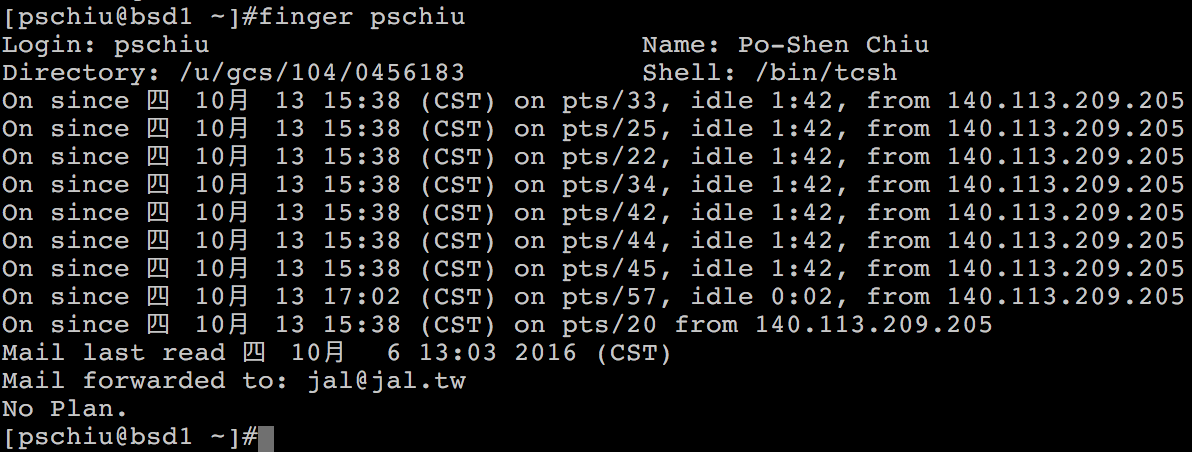 [pschiu@bsd1 ~]#finger pschiu
Login: pschiu                           Name: Po-Shen Chiu
Directory: /u/gcs/104/0456183           Shell: /bin/tcsh
On since 四  10月  13 15:38 (CST) on pts/33, idle 1:42, from 140.113.209.205
On since 四  10月  13 15:38 (CST) on pts/25, idle 1:42, from 140.113.209.205
On since 四  10月  13 15:38 (CST) on pts/22, idle 1:42, from 140.113.209.205
On since 四  10月  13 15:38 (CST) on pts/34, idle 1:42, from 140.113.209.205
On since 四  10月  13 15:38 (CST) on pts/42, idle 1:42, from 140.113.209.205
On since 四  10月  13 15:38 (CST) on pts/44, idle 1:42, from 140.113.209.205
On since 四  10月  13 15:38 (CST) on pts/45, idle 1:42, from 140.113.209.205
On since 四  10月  13 17:02 (CST) on pts/57, idle 0:02, from 140.113.209.205
On since 四  10月  13 15:38 (CST) on pts/20 from 140.113.209.205
Mail last read 四  10月   6 13:03 2016 (CST)
Mail forwarded to: jal@jal.tw
No Plan.
[pschiu@bsd1 ~]#